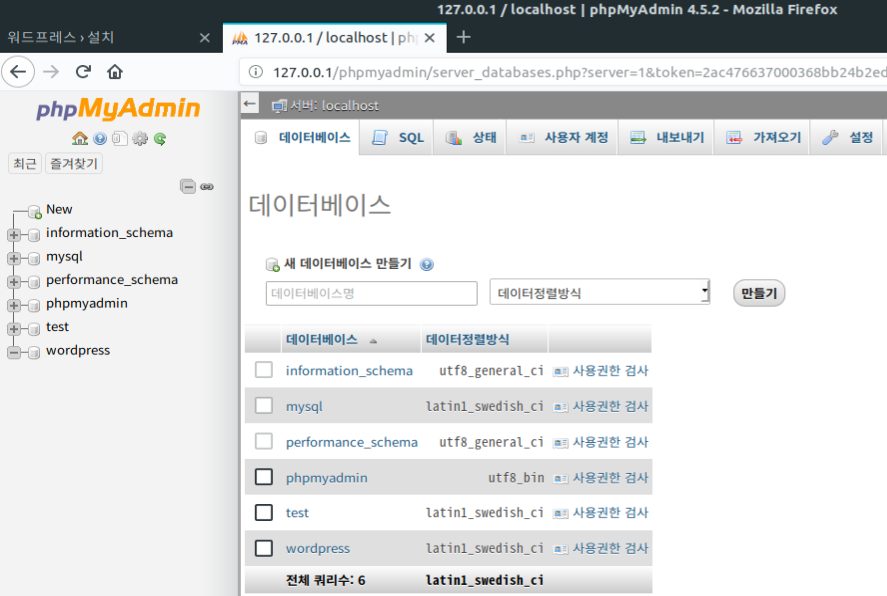 127.0.0.1 / localhost | phpMyAdmin 4.5.2 - Mozilla Firefox
워드프레스 › 설치
127.0.0.1 / localhost | ph
127.0.0.1/phpmyadmin/server_databases.php?server=1&token=2ac476637000368bb24b2ed
phpMyAdmin
최근 즐겨찾기
New
information_schema
mysql
performance_schema
phpmyadmin
test
wordpress
서버: localhost
데이터베이스 SQL 상태 사용자 계정 내보내기 가져오기 설정
데이터베이스
새 데이터베이스 만들기
데이터베이스명 데이터정렬방식 만들기
데이터베이스 데이터정렬방식
information_schema utf8_general_ci 사용권한 검사
mysql latin1_swedish_ci 사용권한 검사
performance_schema utf8_general_ci 사용권한 검사
phpmyadmin utf8_bin 사용권한 검사
test latin1_swedish_ci 사용권한 검사
wordpress latin1_swedish_ci 사용권한 검사
전체 쿼리수: 6 latin1_swedish_ci